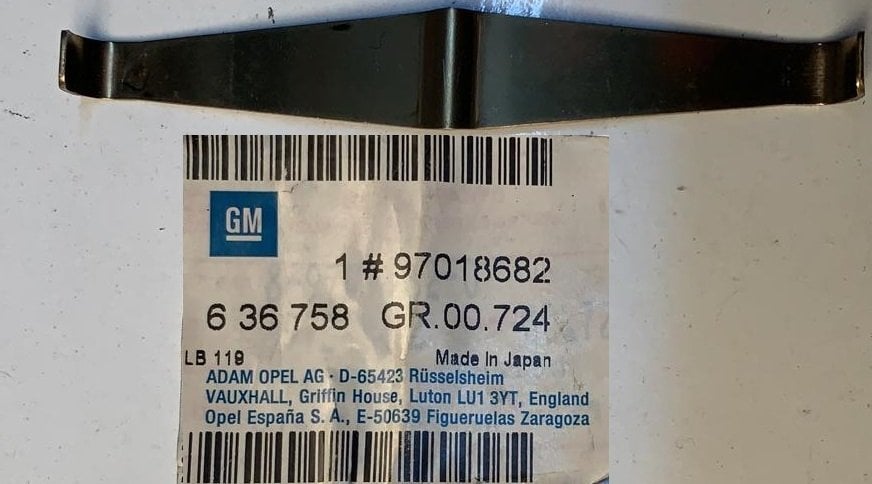 GM
1 # 97018682
6 36 758 GR.00.724
LB 119 Made In Japan
ADAM OPEL AG · D-65423 Rüsselsheim
VAUXHALL, Griffin House, Luton LU1 3YT, England
Opel España S. A., E-50639 Figueruelas Zaragoza